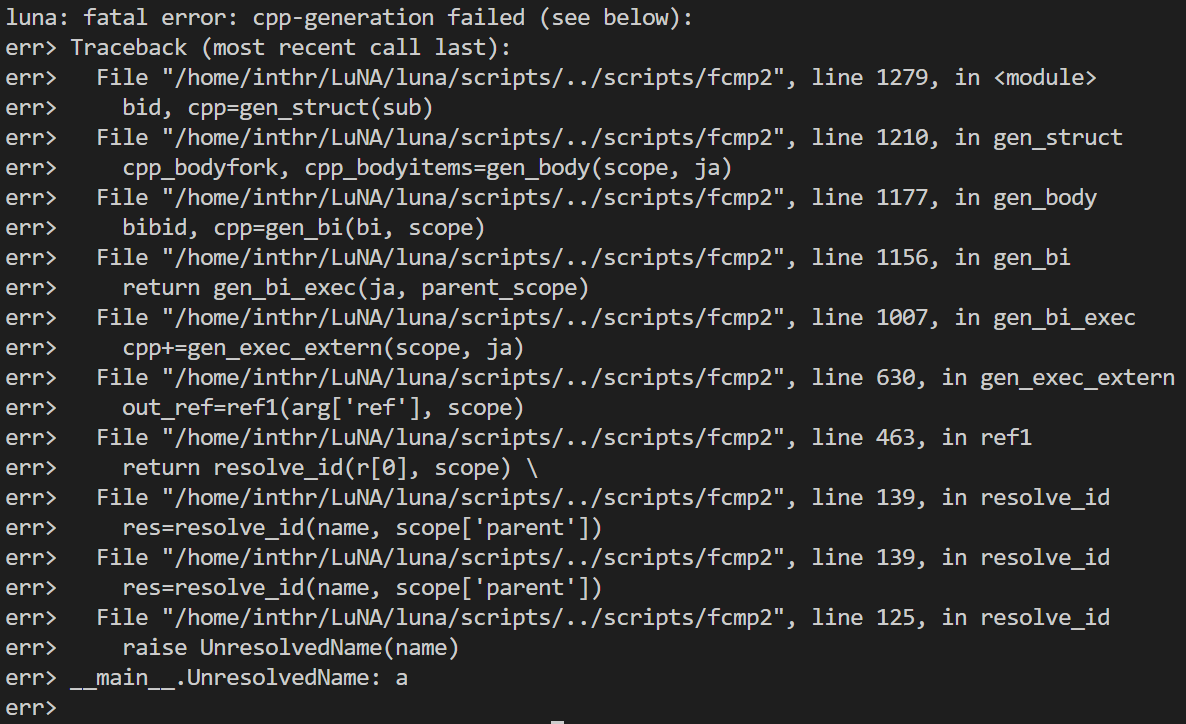 luna: fatal error: cpp-generation failed (see below):
err> Traceback (most recent call last):
err>   File "/home/inthr/LuNA/luna/scripts/../scripts/fcmp2", line 1279, in <module>
err>     bid, cpp=gen_struct(sub)
err>   File "/home/inthr/LuNA/luna/scripts/../scripts/fcmp2", line 1210, in gen_struct
err>     cpp_bodyfork, cpp_bodyitems=gen_body(scope, ja)
err>   File "/home/inthr/LuNA/luna/scripts/../scripts/fcmp2", line 1177, in gen_body
err>     bibid, cpp=gen_bi(bi, scope)
err>   File "/home/inthr/LuNA/luna/scripts/../scripts/fcmp2", line 1156, in gen_bi
err>     return gen_bi_exec(ja, parent_scope)
err>   File "/home/inthr/LuNA/luna/scripts/../scripts/fcmp2", line 1007, in gen_bi_exec
err>     cpp+=gen_exec_extern(scope, ja)
err>   File "/home/inthr/LuNA/luna/scripts/../scripts/fcmp2", line 630, in gen_exec_extern
err>     out_ref=ref1(arg['ref'], scope)
err>   File "/home/inthr/LuNA/luna/scripts/../scripts/fcmp2", line 463, in ref1
err>     return resolve_id(r[0], scope) \
err>   File "/home/inthr/LuNA/luna/scripts/../scripts/fcmp2", line 139, in resolve_id
err>     res=resolve_id(name, scope['parent'])
err>   File "/home/inthr/LuNA/luna/scripts/../scripts/fcmp2", line 139, in resolve_id
err>     res=resolve_id(name, scope['parent'])
err>   File "/home/inthr/LuNA/luna/scripts/../scripts/fcmp2", line 125, in resolve_id
err>     raise UnresolvedName(name)
err> __main__.UnresolvedName: a
err>